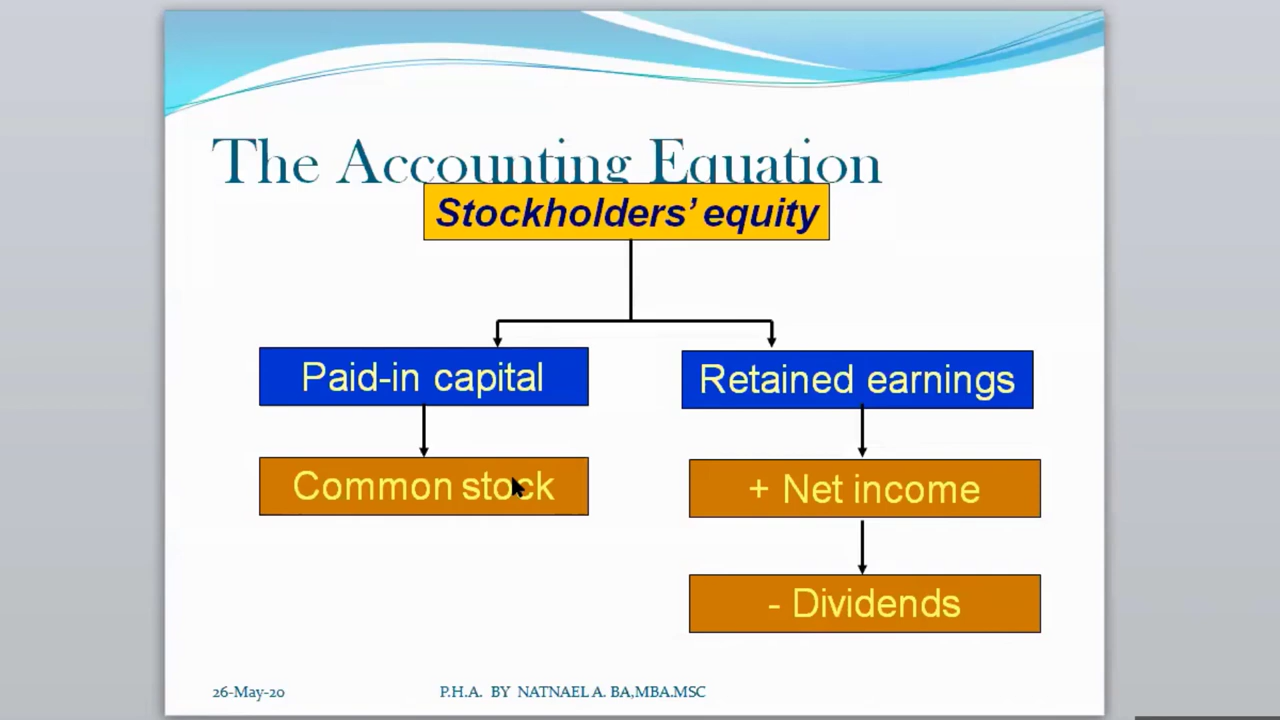 The Accounting Equation
Stockholders’ equity
Paid-in capital
Retained earnings
Common stock
+ Net income
- Dividends
26-May-20
P.H.A. BY NATNAEL A. BA,MBA.MSC